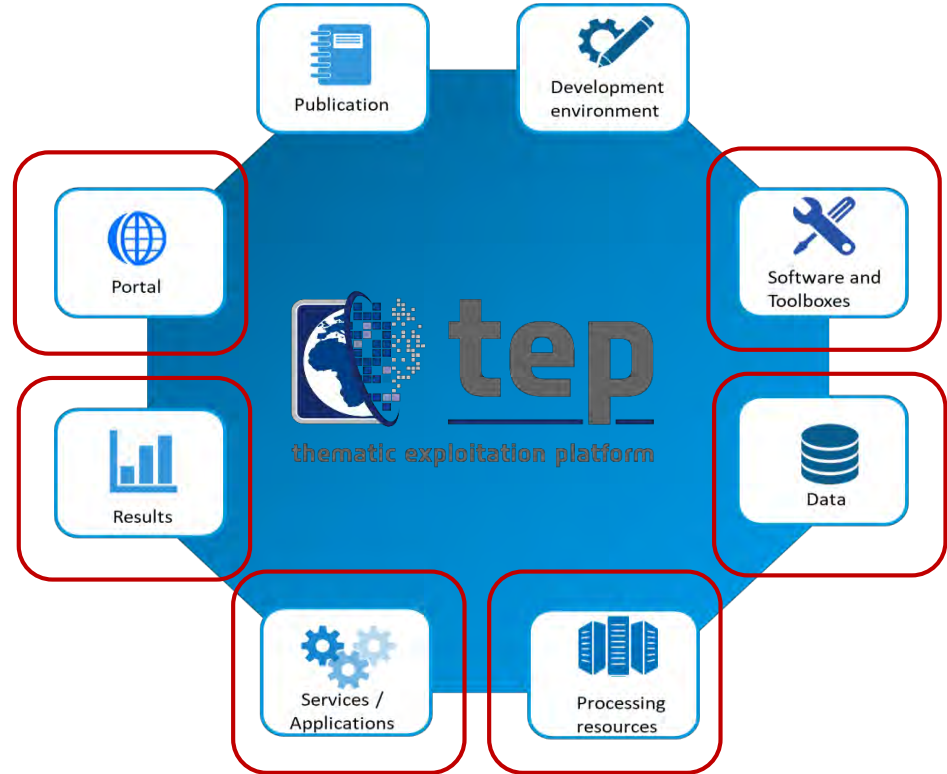 Publication
Development
environment
Portal
Software and
Toolboxes
tep
thematic exploitation platform
Results
Data
Services /
Applications
Processing
resources